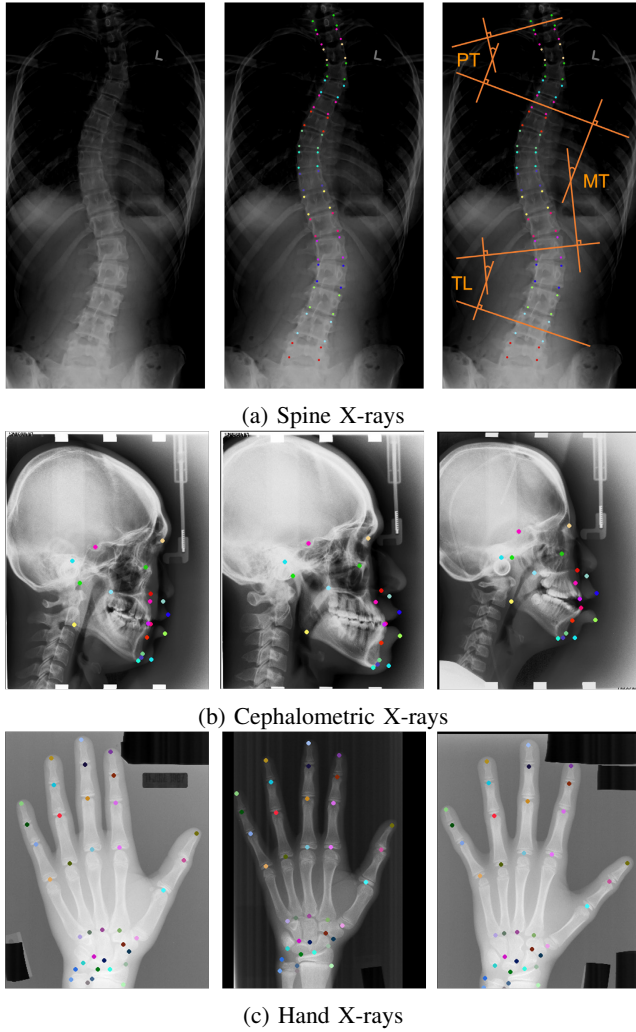 L
L
L
PT
MT
TL
(a) Spine X-rays
(b) Cephalometric X-rays
(c) Hand X-rays